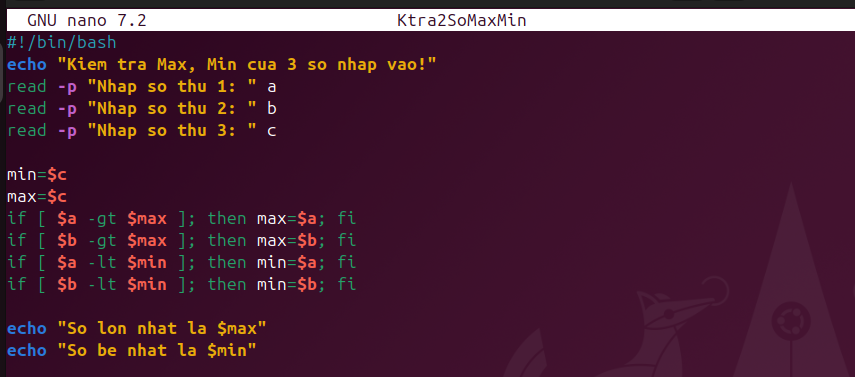 GNU nano 7.2 Ktra2SoMaxMin
#!/bin/bash
echo "Kiem tra Max, Min cua 3 so nhap vao!"
read -p "Nhap so thu 1: " a
read -p "Nhap so thu 2: " b
read -p "Nhap so thu 3: " c
min=$c
max=$c
if [ $a -gt $max ]; then max=$a; fi
if [ $b -gt $max ]; then max=$b; fi
if [ $a -lt $min ]; then min=$a; fi
if [ $b -lt $min ]; then min=$b; fi
echo "So lon nhat la $max"
echo "So be nhat la $min"